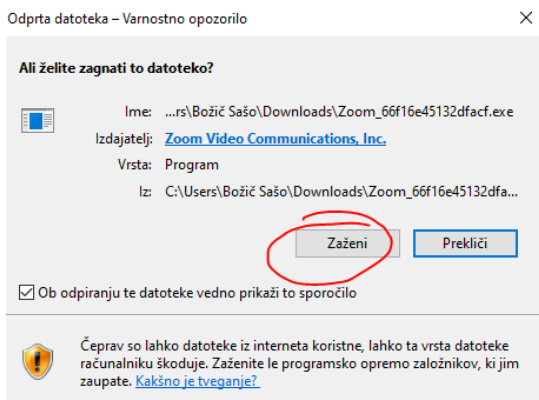 Odprta datoteka – Varnostno opozorilo
Ali želite zagnati to datoteko?
Ime: ...rs\Božič Sašo\Downloads\Zoom_66f16e45132dfacf.exe
Izdajatelj: Zoom Video Communications, Inc.
Vrsta: Program
Iz: C:\Users\Božič Sašo\Downloads\Zoom_66f16e45132dfa...
Zaženi Prekliči
Ob odpiranju te datoteke vedno prikaži to sporočilo
Čeprav so lahko datoteke iz interneta koristne, lahko ta vrsta datoteke
računalniku škoduje. Zaženite le programsko opremo založnikov, ki jim
zaupate. Kakšno je tveganje?